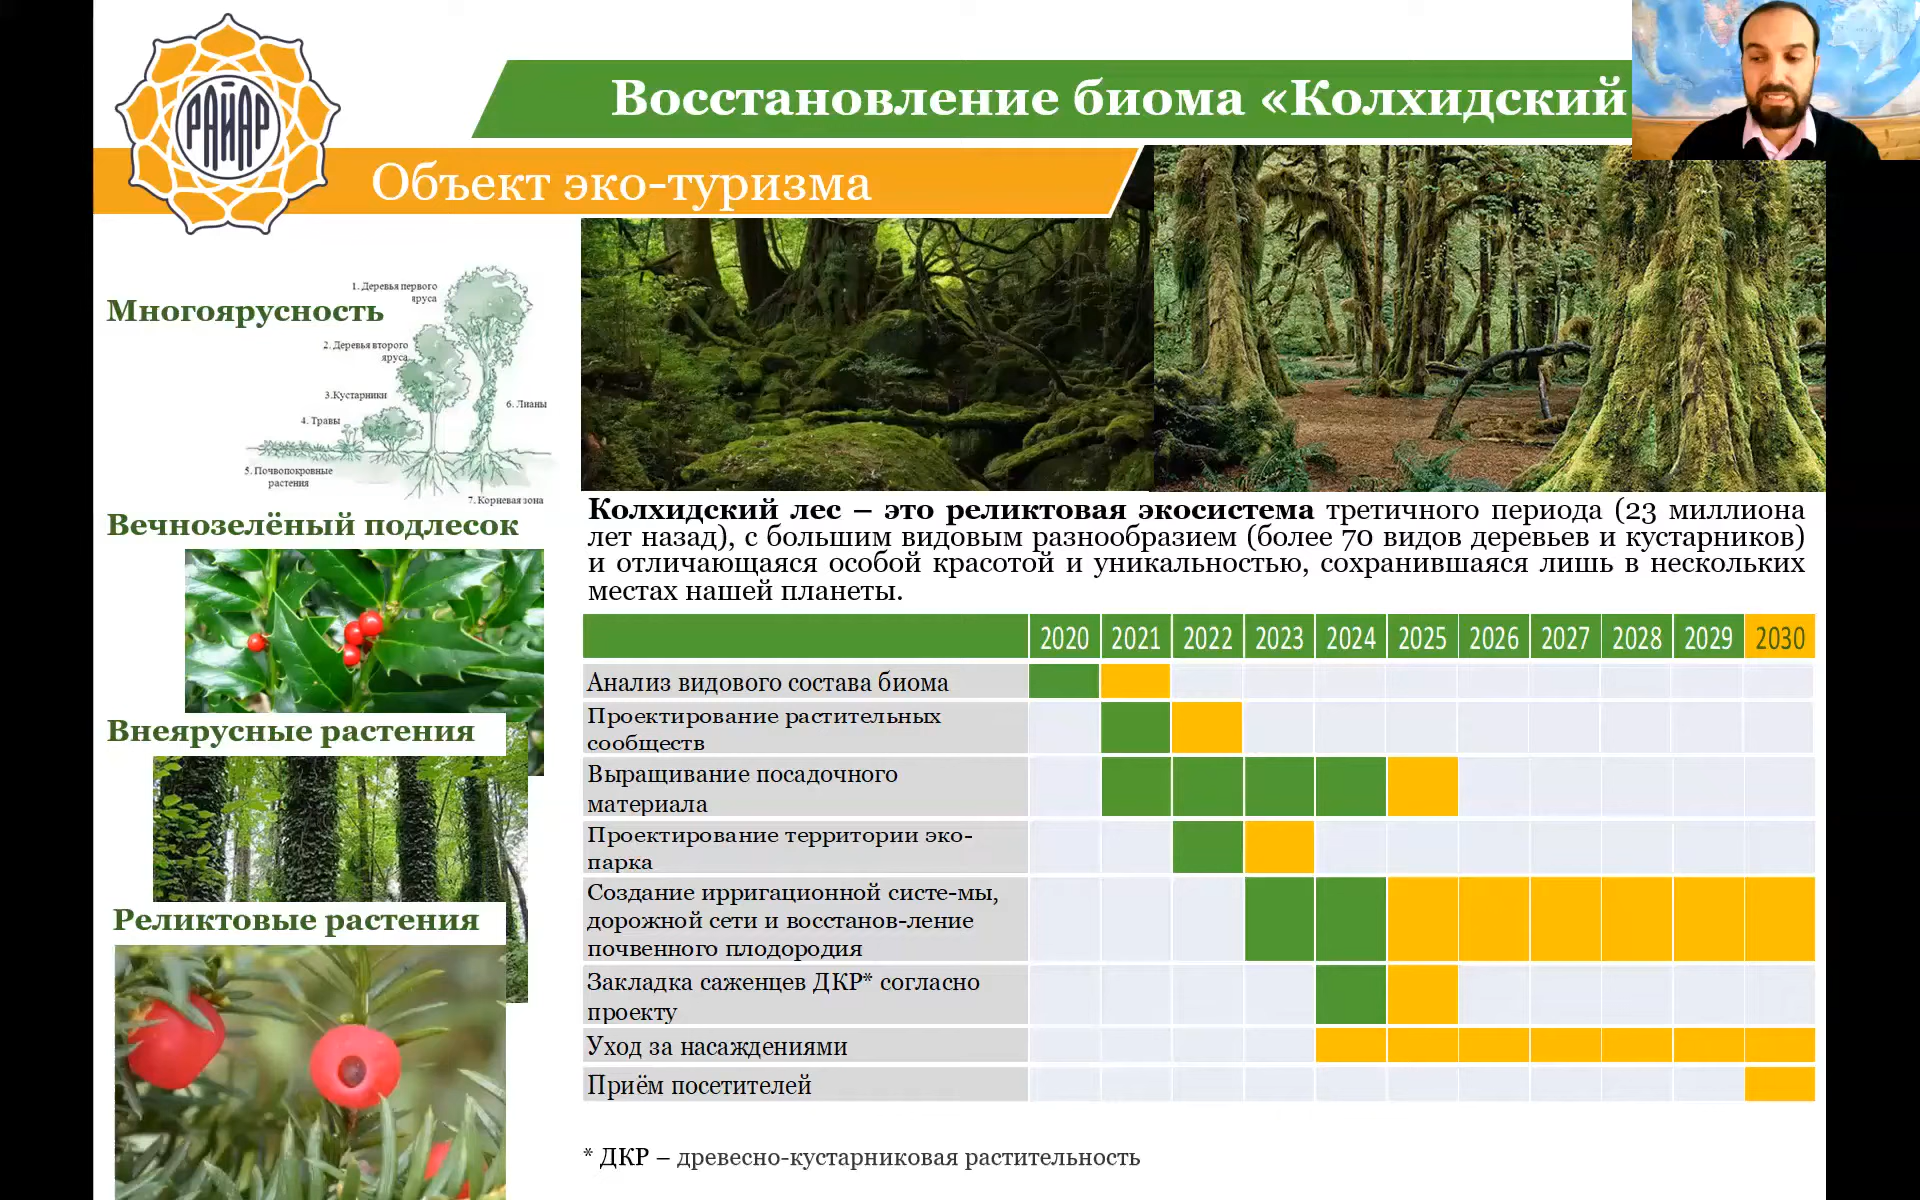 РАЙАР
Восстановление биома «Колхидский
Объект эко-туризма
Многоярусность
1. Деревья первого
яруса
2. Деревья второго
яруса
3.Кустарники
4. Травы
5. Почвопокровные
растения
6. Лианы
7. Корневая зона
Вечнозелёный подлесок
Внеярусные растения
Реликтовые растения
Колхидский лес – это реликтовая экосистема третичного периода (23 миллиона
лет назад), с большим видовым разнообразием (более 70 видов деревьев и кустарников)
и отличающаяся особой красотой и уникальностью, сохранившаяся лишь в нескольких
местах нашей планеты.
2020 2021 2022 2023 2024 2025 2026 2027 2028 2029 2030
Анализ видового состава биома
Проектирование растительных
сообществ
Выращивание посадочного
материала
Проектирование территории эко-
парка
Создание ирригационной систе-мы,
дорожной сети и восстанов-ление
почвенного плодородия
Закладка саженцев ДКР* согласно
проекту
Уход за насаждениями
Приём посетителей
* ДКР – древесно-кустарниковая растительность